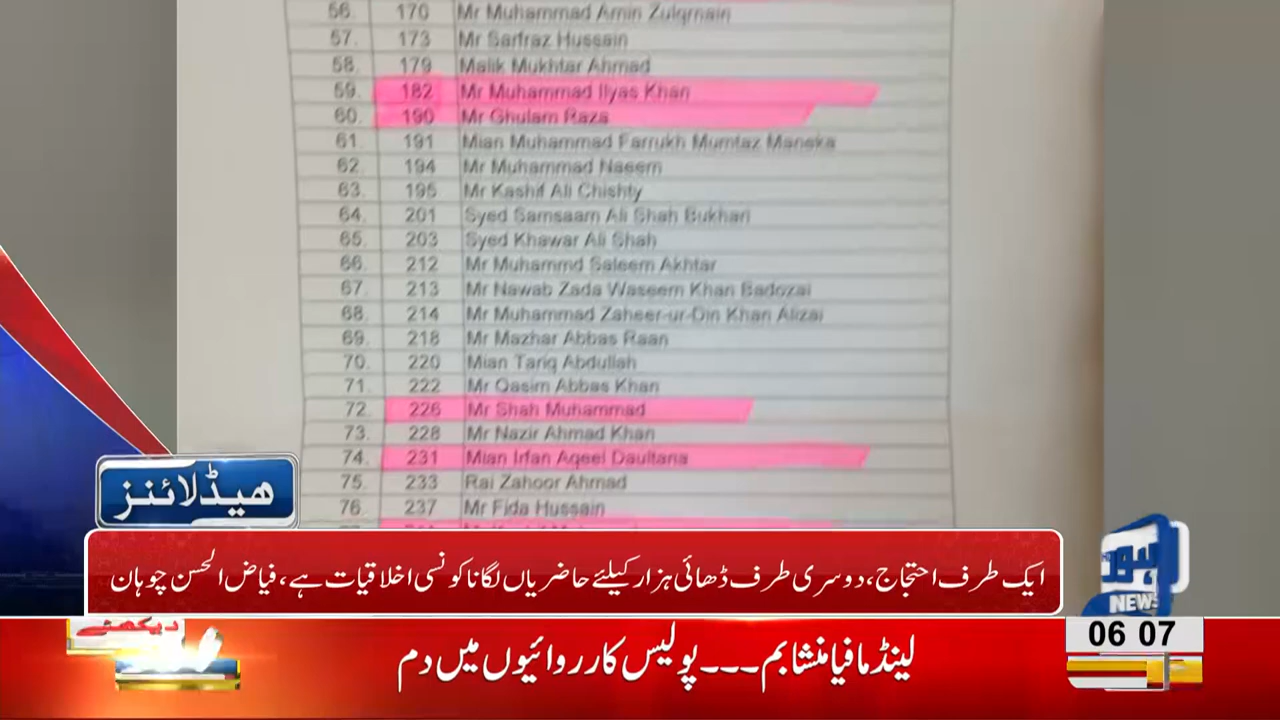 56. 170 Mr Muhammad Amin Zulqrnain
57. 173 Mr Sarfraz Hussain
58. 179 Malik Mukhtar Ahmad
59. 182 Mr Muhammad Ilyas Khan
60. 190 Mr Ghulam Raza
61. 191 Mian Muhammad Farrukh Mumtaz Maneka
62. 194 Mr Muhammad Naeem
63. 195 Mr Kashif Ali Chishty
64. 201 Syed Samsaam Ali Shah Bukhari
65. 203 Syed Khawar Ali Shah
66. 212 Mr Muhammd Saleem Akhtar
67. 213 Mr Nawab Zada Waseem Khan Badozai
68. 214 Mr Muhammad Zaheer-ur-Din Khan Alizai
69. 218 Mr Mazhar Abbas Raan
70. 220 Mian Tariq Abdullah
71. 222 Mr Qasim Abbas Khan
72. 226 Mr Shah Muhammad
73. 228 Mr Nazir Ahmad Khan
74. 231 Mian Irfan Aqeel Daultana
75. 233 Rai Zahoor Ahmad
76. 237 Mr Fida Hussain
ہیڈلائنز
ایک طرف احتجاج، دوسری طرف ڈھائی ہزار کیلئے حاضریاں لگانا کونسی اخلاقیات ہے، فیاض الحسن چوہان
لاہور
NEWS
06 07
دیکھئے
لینڈ مافیا منشا بم ۔۔۔ پولیس کارروائیوں میں دم